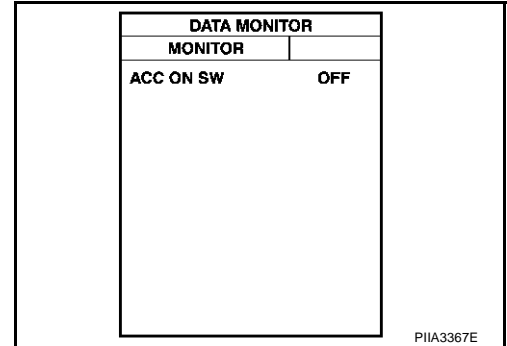 DATA MONITOR
MONITOR
ACC ON SW OFF
PIIA3367E